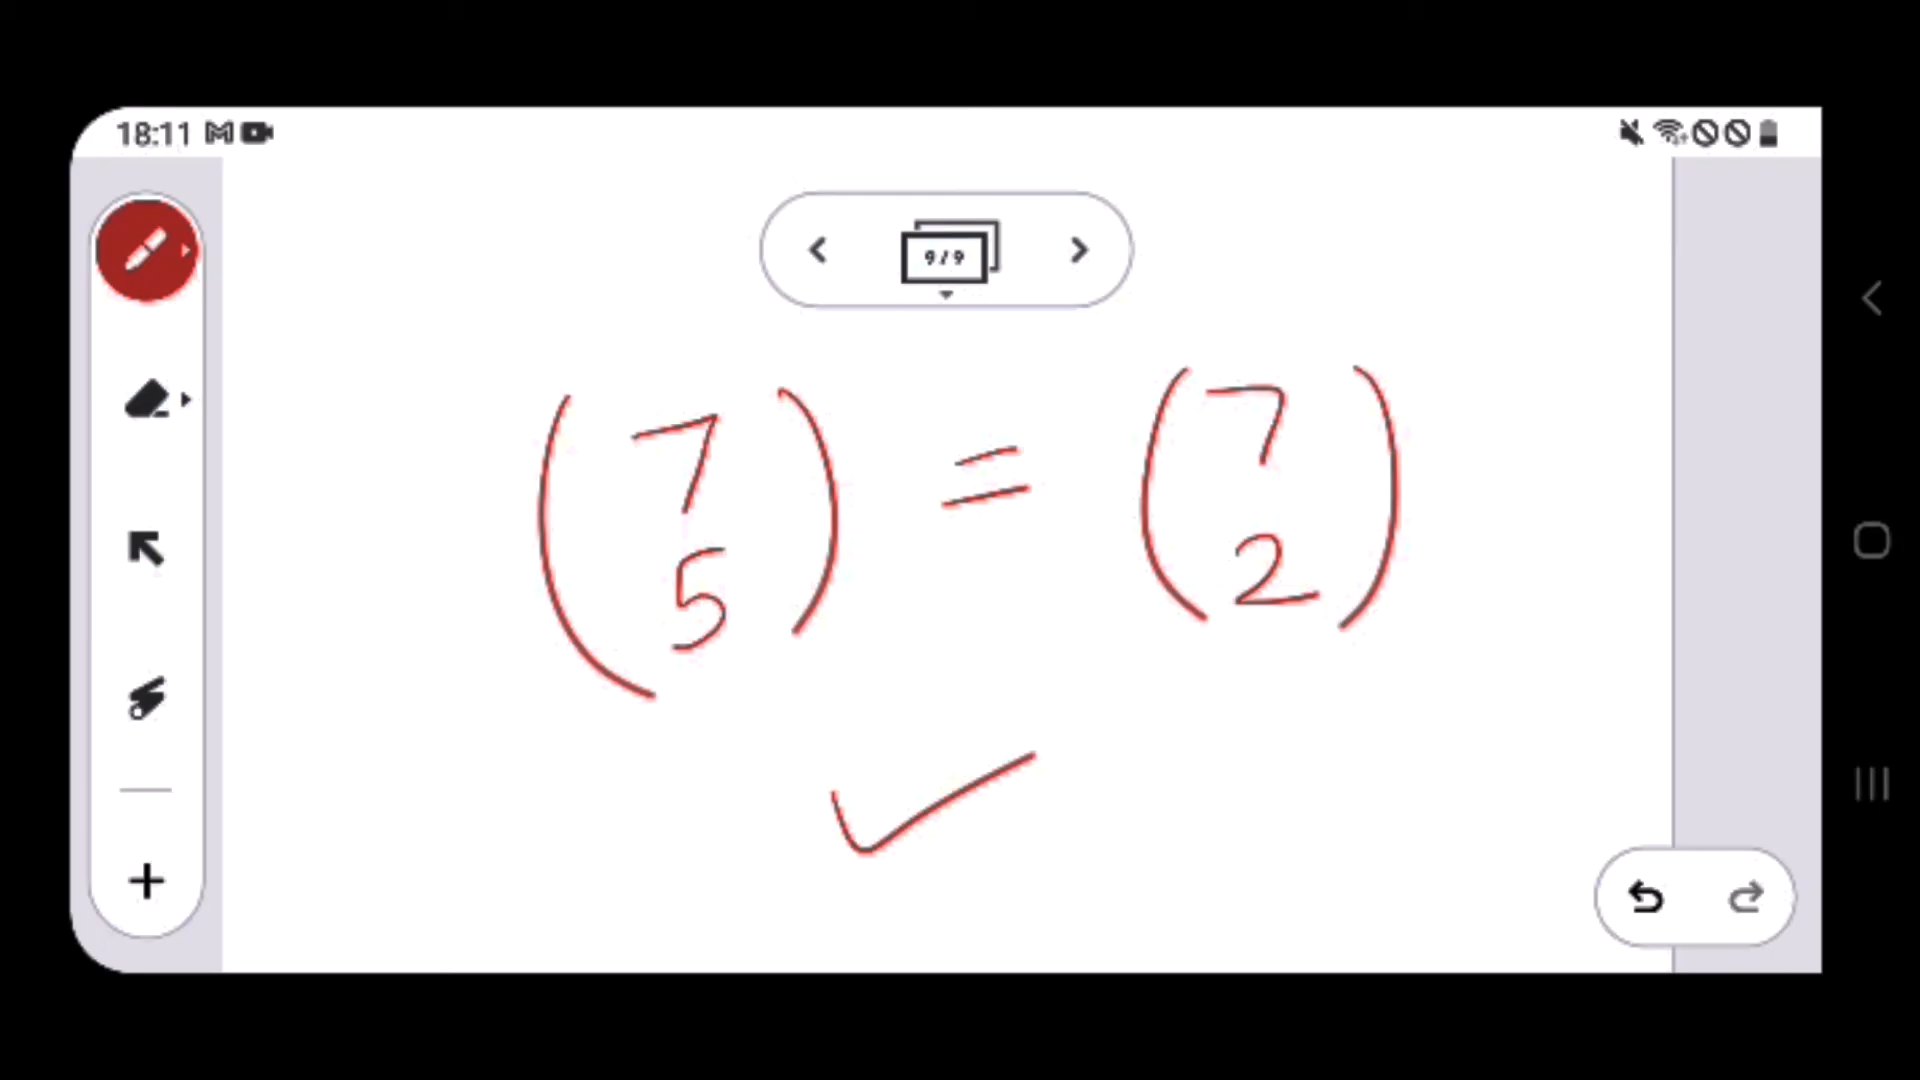 18:11
9/9
(7 5) = (7 2)